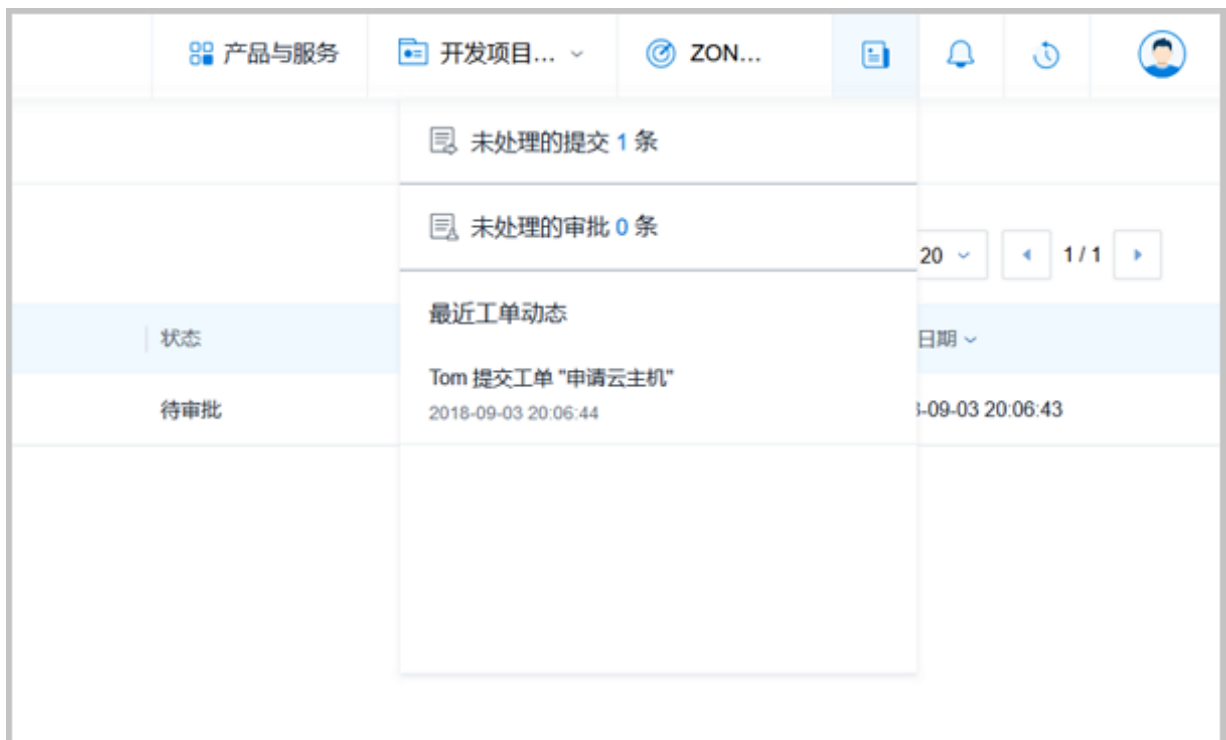 产品与服务 开发项目... ZON...
未处理的提交 1 条
未处理的审批 0 条
20 1 / 1
最近工单动态
状态 日期
Tom 提交工单 "申请云主机"
2018-09-03 20:06:44
待审批 -09-03 20:06:43